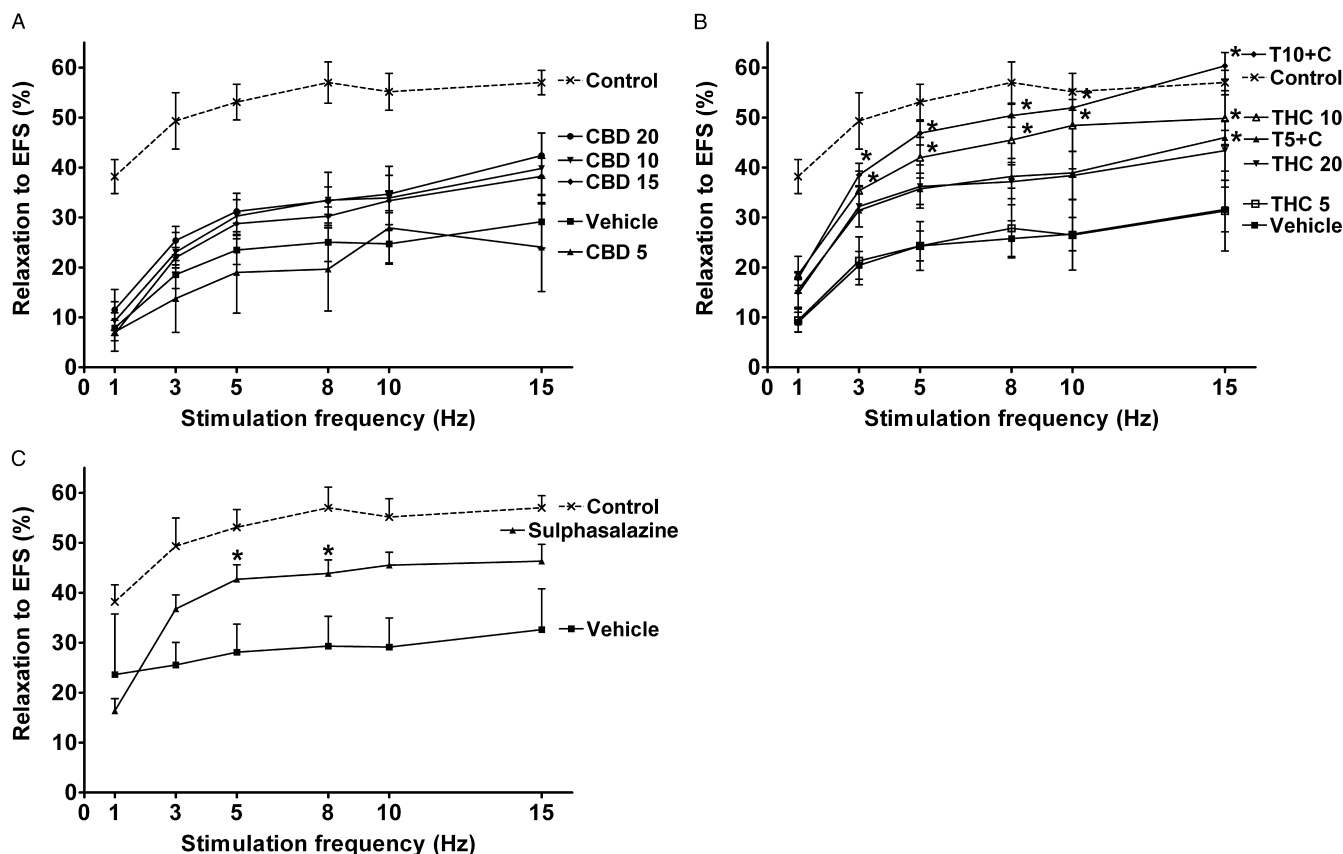 A
Relaxation to EFS (%)
60
50
40
30
20
10
0
0 1 3 5 8 10 15
Stimulation frequency (Hz)
Control
CBD 20
CBD 10
CBD 15
Vehicle
CBD 5
B
Relaxation to EFS (%)
60
50
40
30
20
10
0
0 1 3 5 8 10 15
Stimulation frequency (Hz)
* * * * *
* * * * *
*
T10+C
Control
THC 10
T5+C
THC 20
THC 5
Vehicle
C
Relaxation to EFS (%)
60
50
40
30
20
10
0
0 1 3 5 8 10 15
Stimulation frequency (Hz)
* *
Control
Sulphasalazine
Vehicle